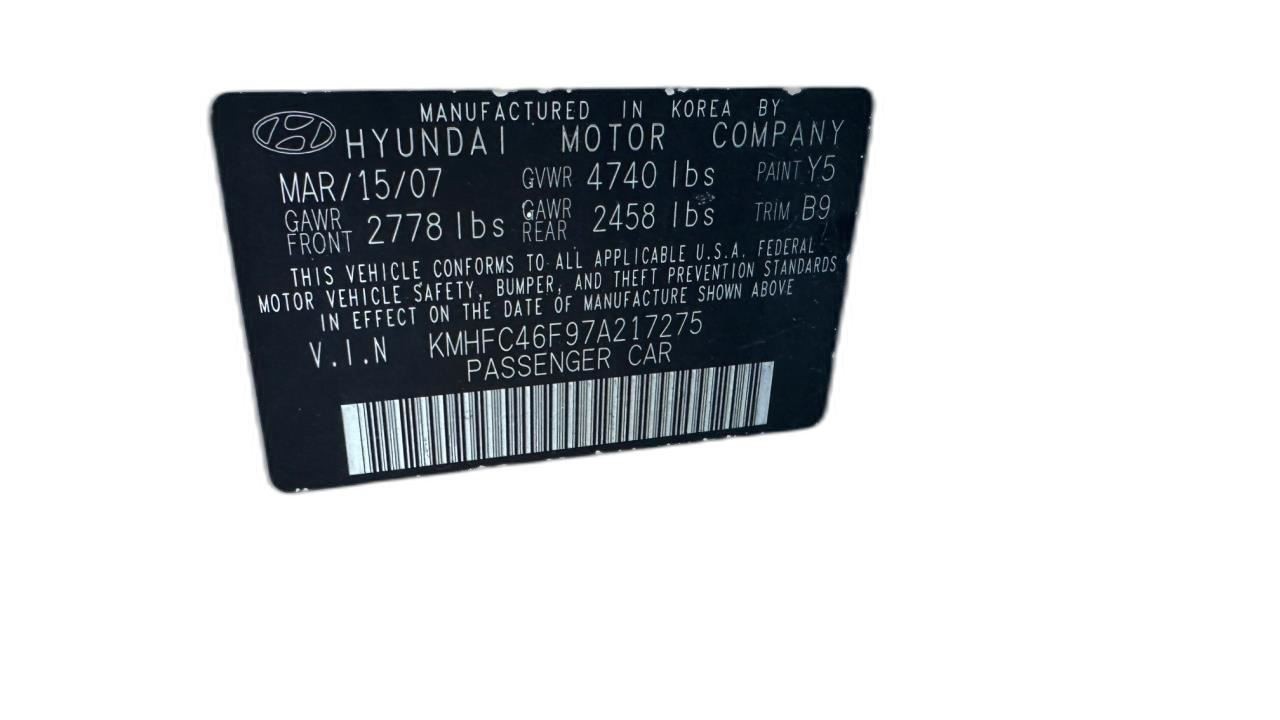 MANUFACTURED IN KOREA BY
HYUNDAI MOTOR COMPANY
MAR/15/07 GVWR 4740 lbs PAINT Y5
GAWR FRONT 2778 lbs GAWR REAR 2458 lbs TRIM B9
THIS VEHICLE CONFORMS TO ALL APPLICABLE U.S.A. FEDERAL
MOTOR VEHICLE SAFETY, BUMPER, AND THEFT PREVENTION STANDARDS
IN EFFECT ON THE DATE OF MANUFACTURE SHOWN ABOVE
V.I.N KMHFC46F97A217275
PASSENGER CAR